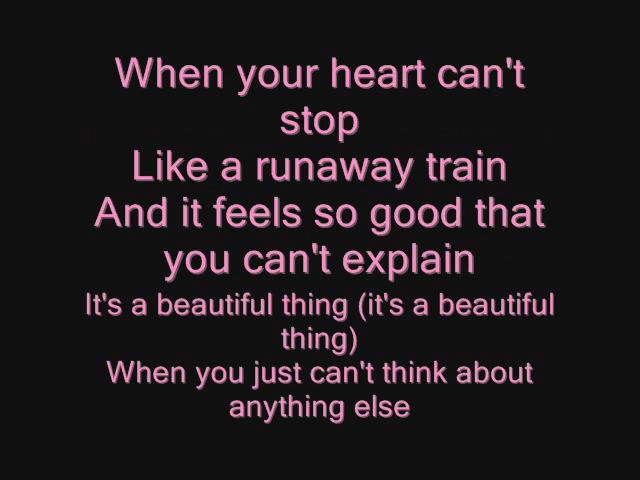 When your heart can't
stop
Like a runaway train
And it feels so good that
you can't explain
It's a beautiful thing (it's a beautiful
thing)
When you just can't think about
anything else